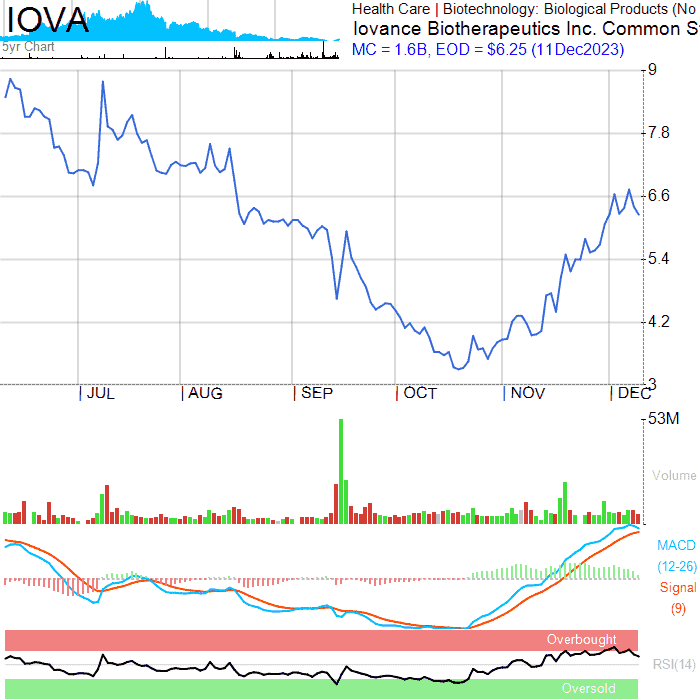 IOVA
5yr Chart
Health Care | Biotechnology: Biological Products (No
Iovance Biotherapeutics Inc. Common S
MC = 1.6B, EOD = $6.25 (11Dec2023)
9
7.8
6.6
5.4
4.2
3
JUL AUG SEP OCT NOV DEC
53M
Volume
MACD
(12-26)
Signal
(9)
Overbought
RSI(14)
Oversold